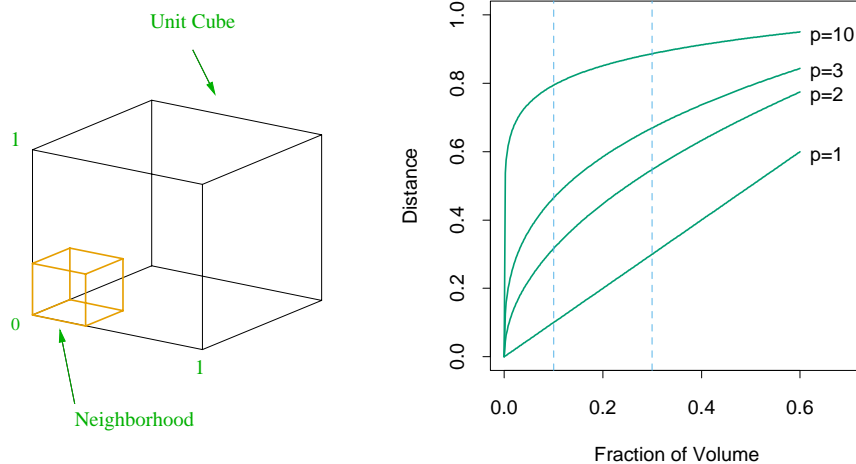 Unit Cube
1
0
1
Neighborhood
Distance
1.0
0.8
0.6
0.4
0.2
0.0
p=10
p=3
p=2
p=1
0.0 0.2 0.4 0.6
Fraction of Volume